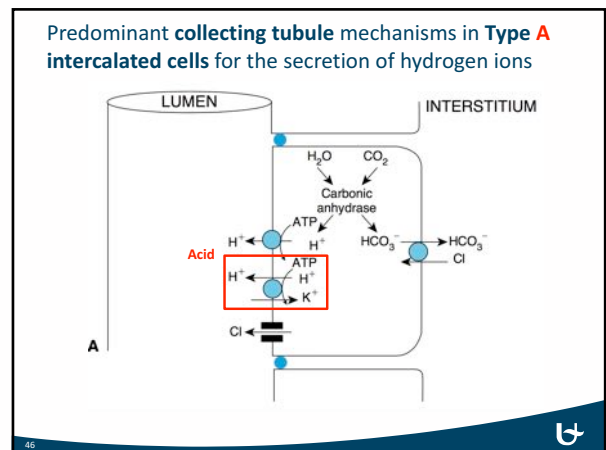 Predominant collecting tubule mechanisms in Type A
intercalated cells for the secretion of hydrogen ions
LUMEN
INTERSTITIUM
H2O
CO2
Carbonic
anhydrase
ATP
H+
H+
HCO3-
HCO3-
Cl
Acid
ATP
H+
H+
K+
Cl
A
46